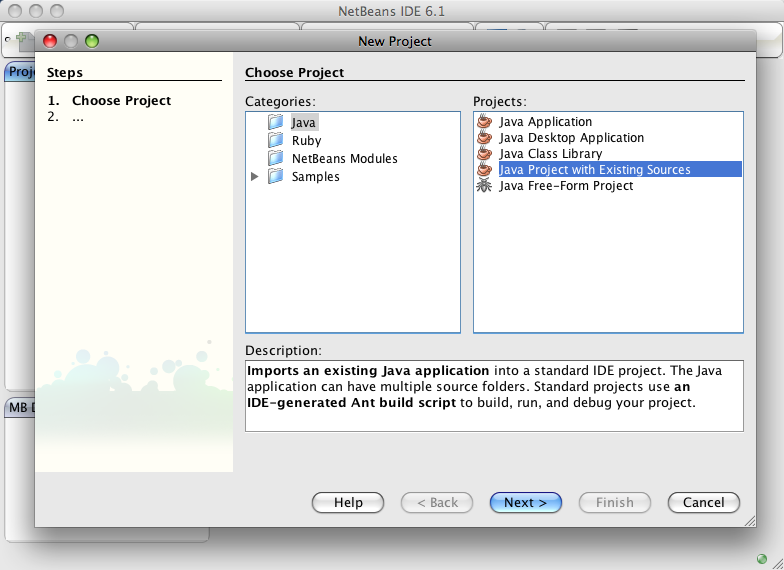 NetBeans IDE 6.1
New Project
Proje
Steps
1. Choose Project
2. ...
Choose Project
Categories:
Java
Ruby
NetBeans Modules
Samples
Projects:
Java Application
Java Desktop Application
Java Class Library
Java Project with Existing Sources
Java Free-Form Project
Description:
Imports an existing Java application into a standard IDE project. The Java
application can have multiple source folders. Standard projects use an
IDE-generated Ant build script to build, run, and debug your project.
MB D
Help
< Back
Next >
Finish
Cancel